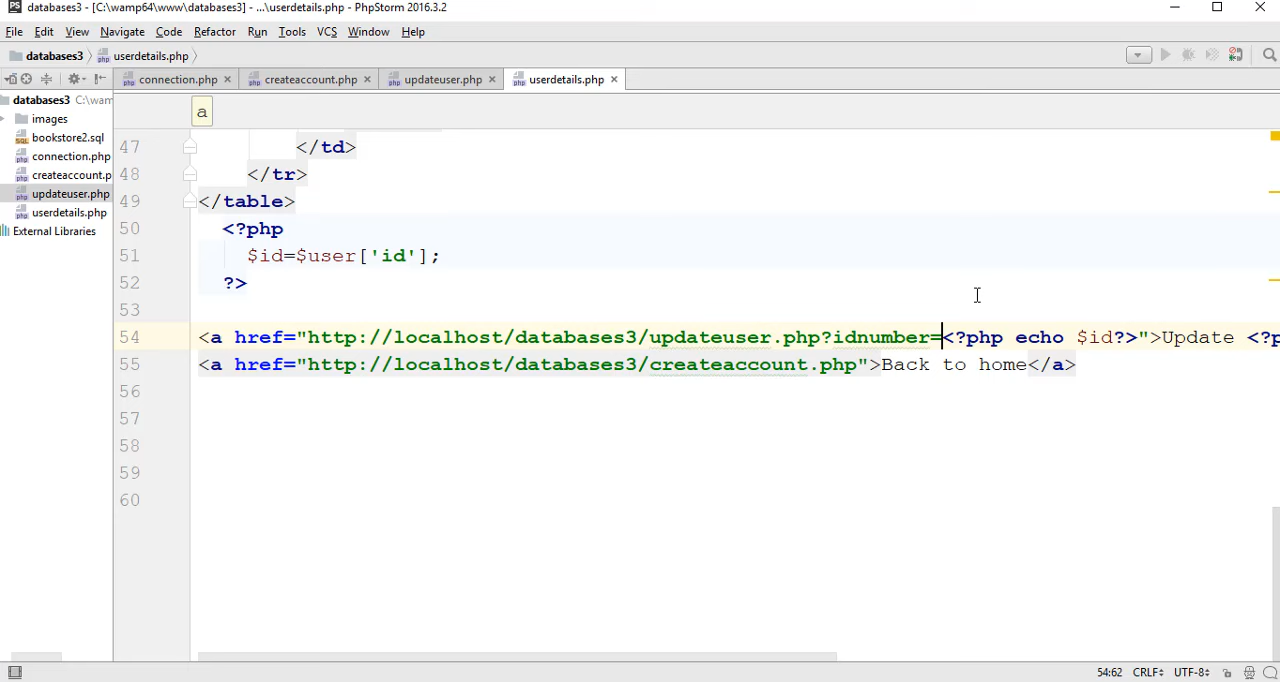 databases3 - [C:\wamp64\www\databases3] - ...\userdetails.php - PhpStorm 2016.3.2
File Edit View Navigate Code Refactor Run Tools VCS Window Help
databases3 userdetails.php
connection.php createaccount.php updateuser.php userdetails.php
databases3 C:\wam
images
bookstore2.sql
connection.php
createaccount.p
updateuser.php
userdetails.php
External Libraries
a
47 </td>
48 </tr>
49 </table>
50 <?php
51 $id=$user['id'];
52 ?>
53
54 <a href="http://localhost/databases3/updateuser.php?idnumber=<?php echo $id?>">Update <?p
55 <a href="http://localhost/databases3/createaccount.php">Back to home</a>
56
57
58
59
60
54:62 CRLF UTF-8